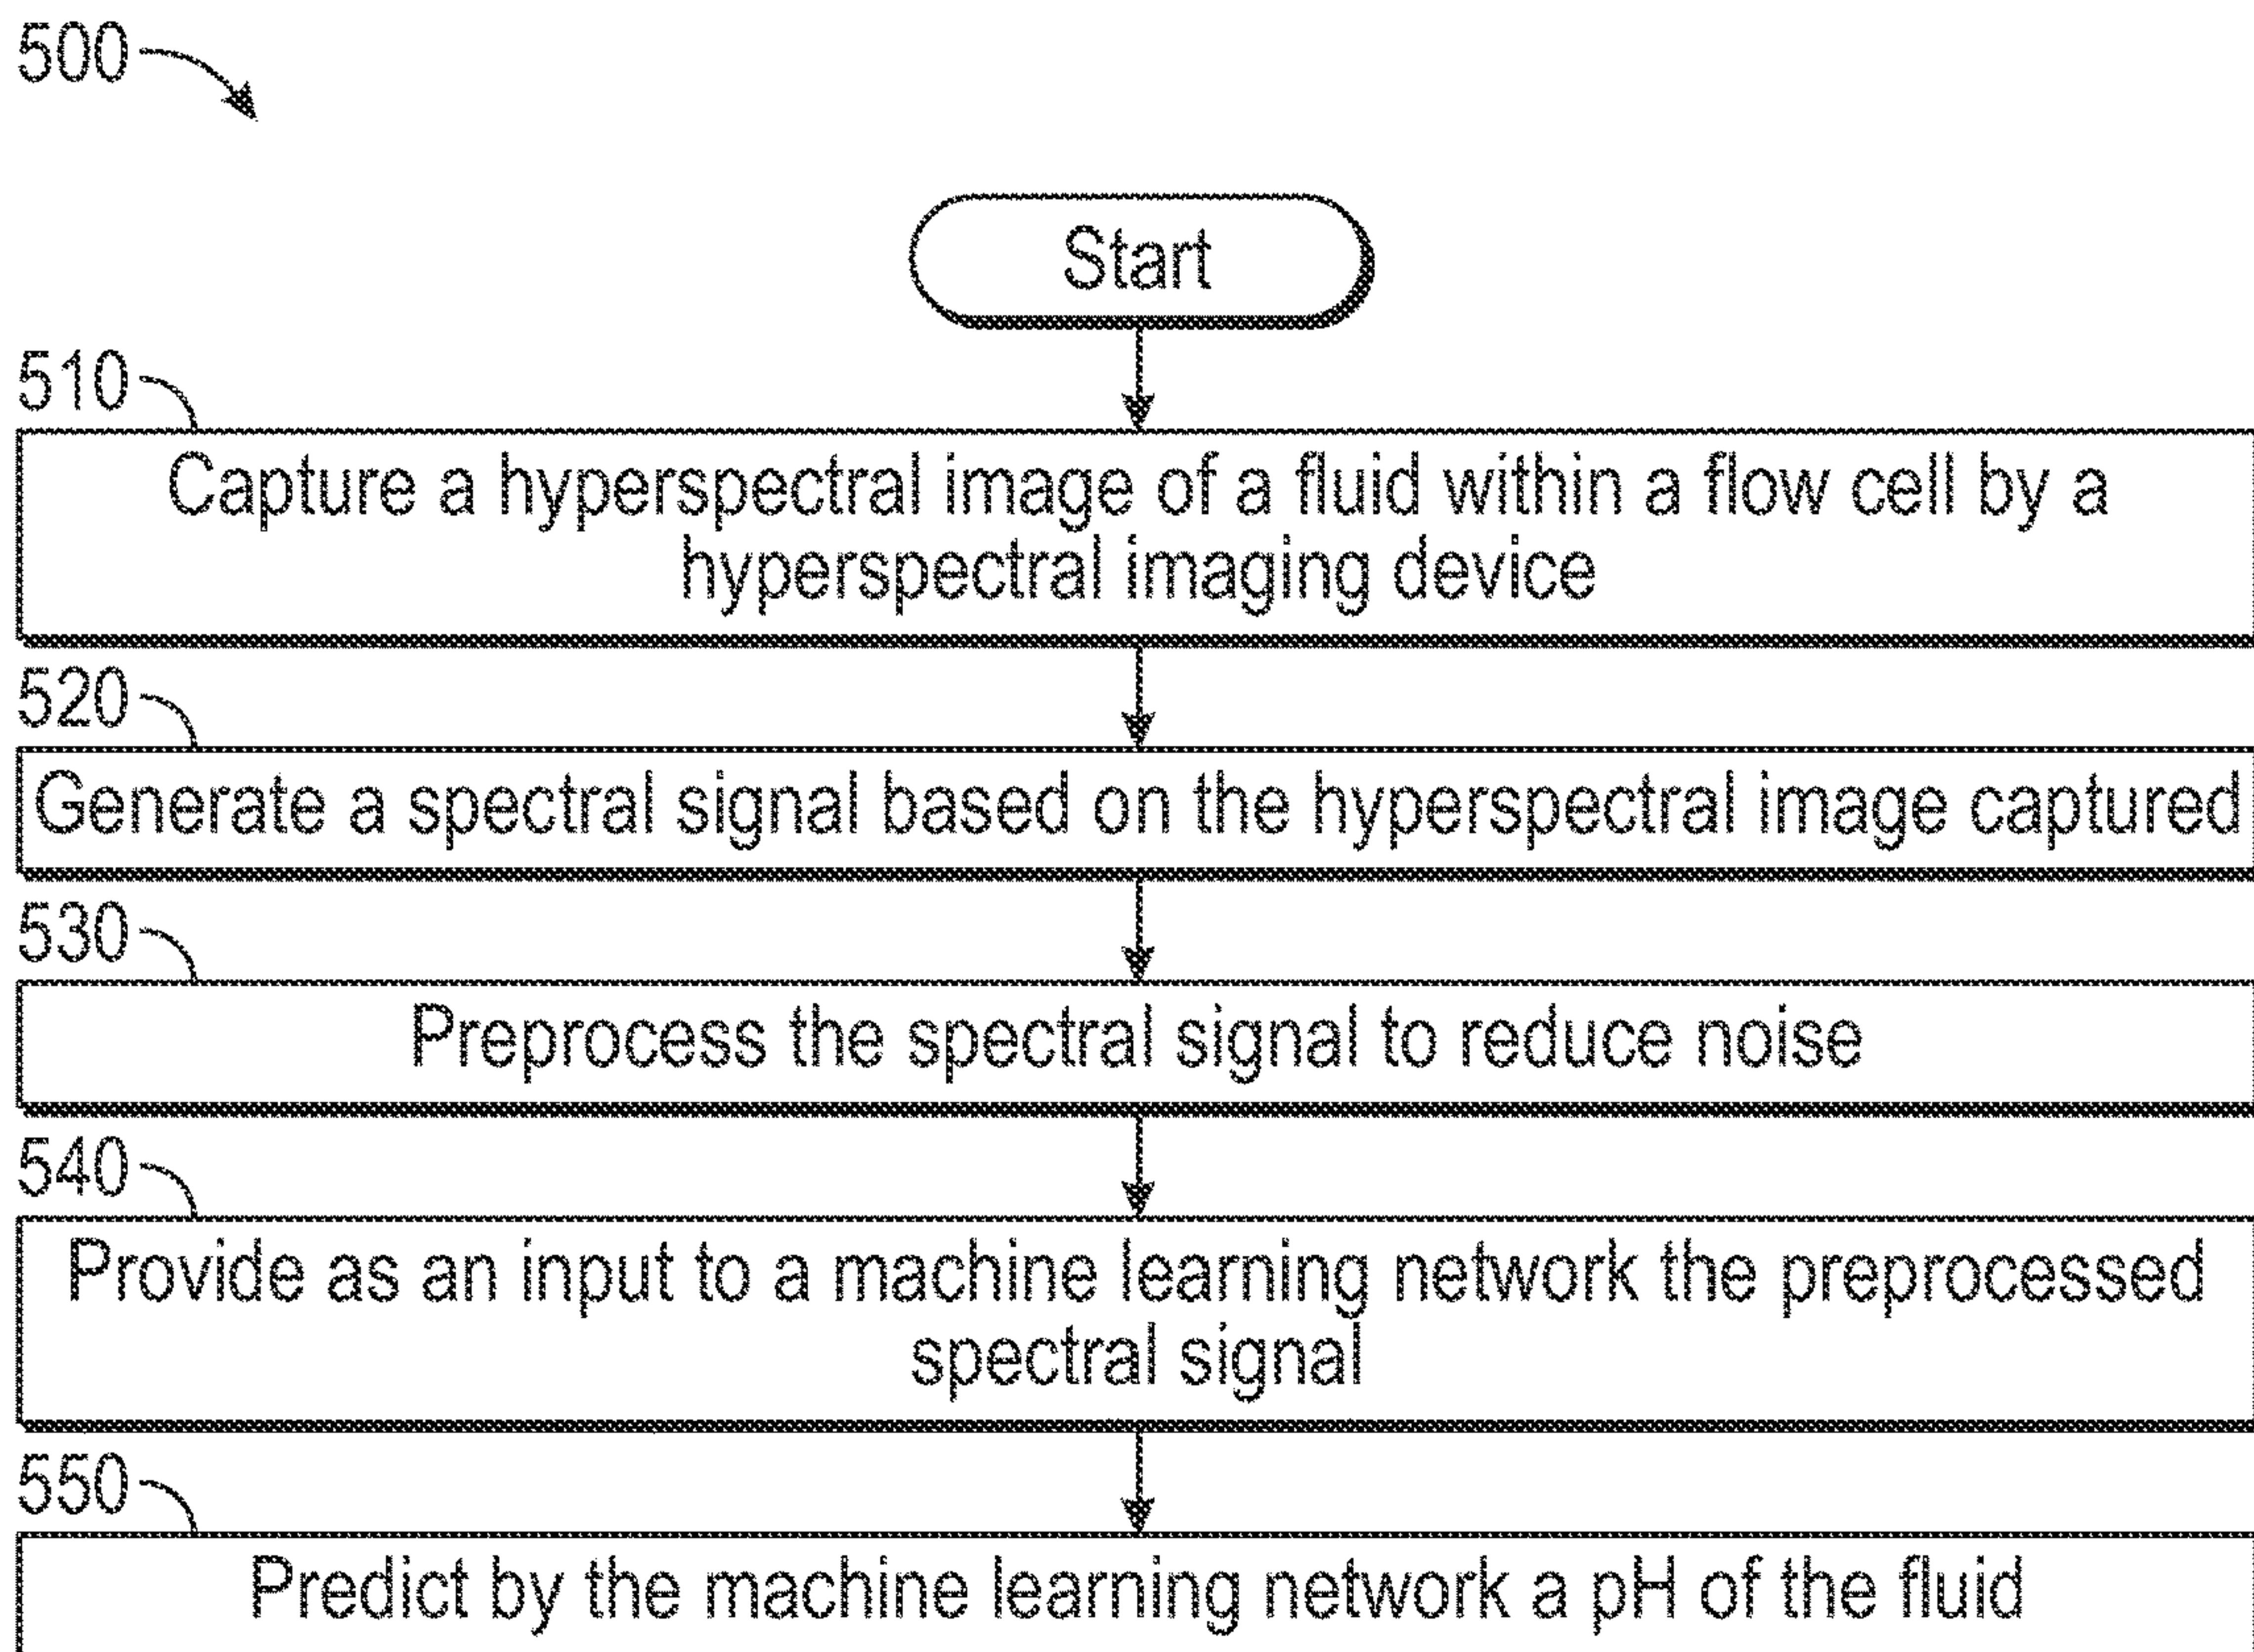 500
Start
510
Capture a hyperspectral image of a fluid within a flow cell by a
hyperspectral imaging device
520
Generate a spectral signal based on the hyperspectral image captured
530
Preprocess the spectral signal to reduce noise
540
Provide as an input to a machine learning network the preprocessed
spectral signal
550
Predict by the machine learning network a pH of the fluid